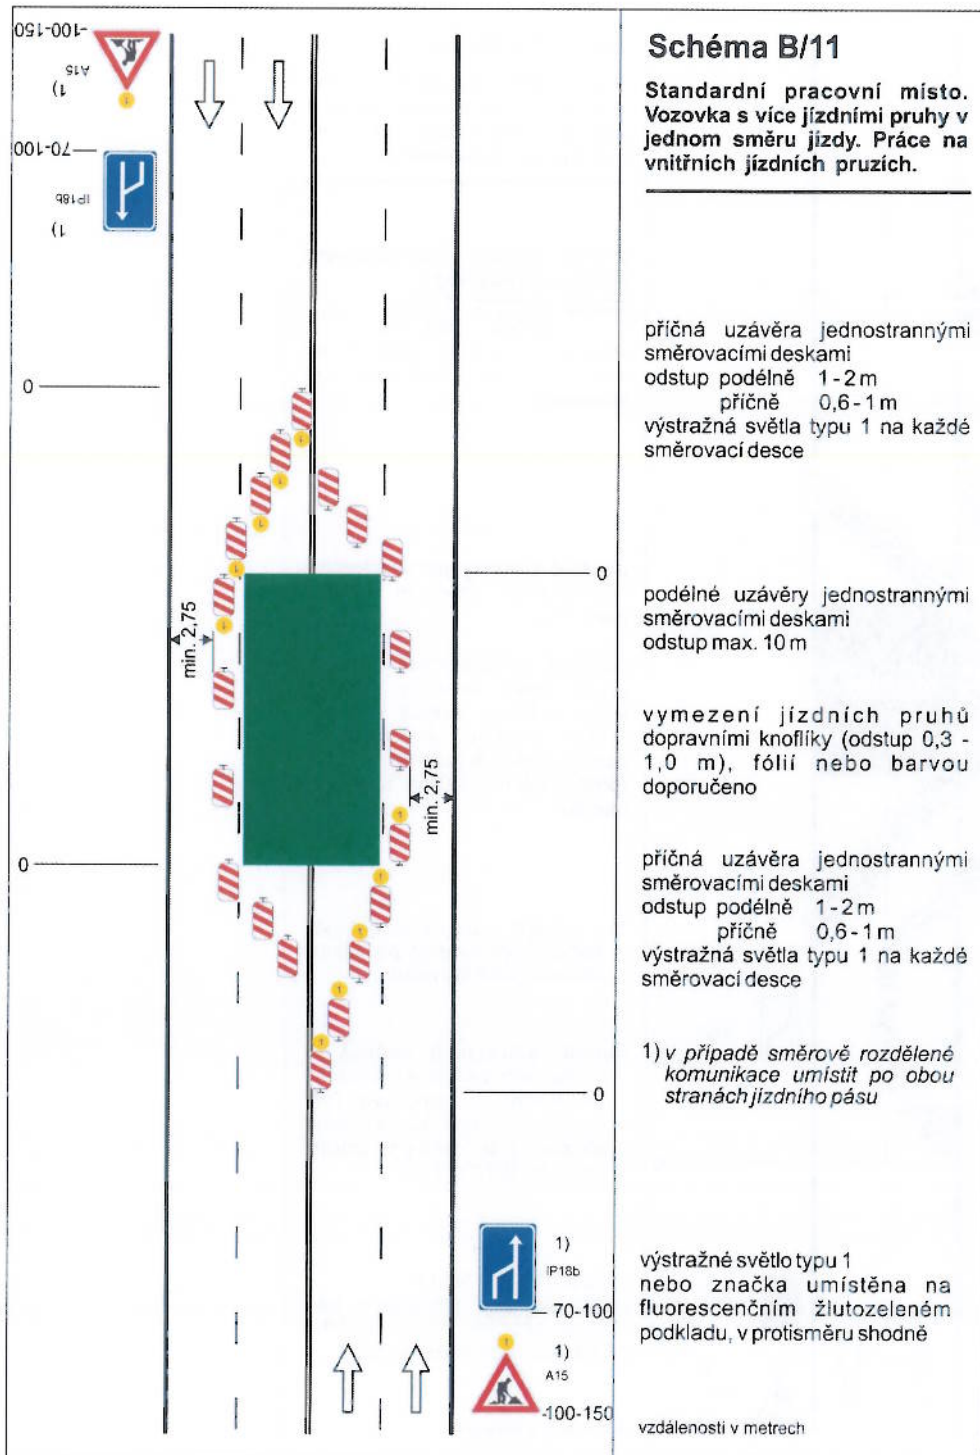 -100-150
A15
1)
70-100
IP18b
1)
0
min. 2,75
0
0
min. 2,75
0
1)
IP18b
70-100
1)
A15
-100-150
Schéma B/11
Standardní pracovní místo.
Vozovka s více jízdními pruhy v
jednom směru jízdy. Práce na
vnitřních jízdních pruzích.
příčná uzávěra jednostrannými
směrovacími deskami
odstup podélně 1-2 m
příčně 0,6-1 m
výstražná světla typu 1 na každé
směrovací desce
podélné uzávěry jednostrannými
směrovacími deskami
odstup max. 10 m
vymezení jízdních pruhů
dopravními knoflíky (odstup 0,3 -
1,0 m), fólií nebo barvou
doporučeno
příčná uzávěra jednostrannými
směrovacími deskami
odstup podélně 1-2 m
příčně 0,6-1 m
výstražná světla typu 1 na každé
směrovací desce
1) v případě směrově rozdělené
komunikace umístit po obou
stranách jízdního pásu
výstražné světlo typu 1
nebo značka umístěna na
fluorescenčním žlutozeleném
podkladu, v protisměru shodně
vzdálenosti v metrech